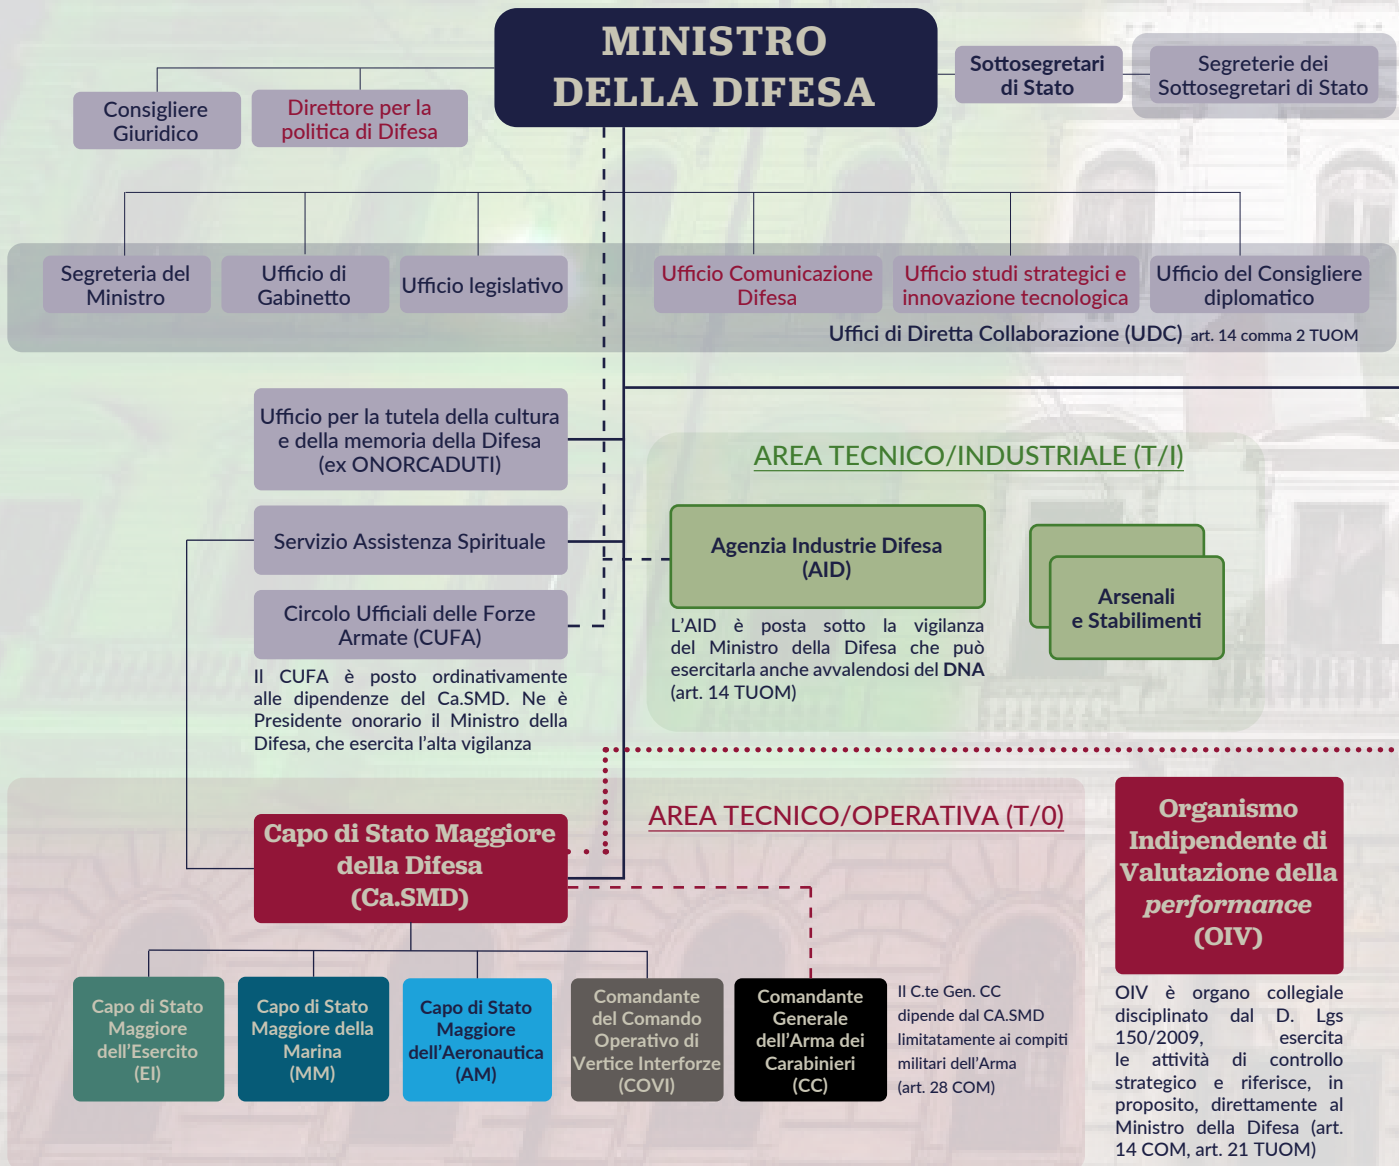 MINISTRO
DELLA DIFESA
Sottosegretari
di Stato
Segreterie dei
Sottosegretari di Stato
Consigliere
Giuridico
Direttore per la
politica di Difesa
Segreteria del
Ministro
Ufficio di
Gabinetto
Ufficio legislativo
Ufficio Comunicazione
Difesa
Ufficio studi strategici e
innovazione tecnologica
Ufficio del Consigliere
diplomatico
Uffici di Diretta Collaborazione (UDC) art. 14 comma 2 TUOM
Ufficio per la tutela della cultura
e della memoria della Difesa
(ex ONORCADUTI)
Servizio Assistenza Spirituale
Circolo Ufficiali delle Forze
Armate (CUFA)
Il CUFA è posto ordinativamente
alle dipendenze del Ca.SMD. Ne è
Presidente onorario il Ministro della
Difesa, che esercita l'alta vigilanza
AREA TECNICO/INDUSTRIALE (T/I)
Agenzia Industrie Difesa
(AID)
Arsenali
e Stabilimenti
L'AID è posta sotto la vigilanza
del Ministro della Difesa che può
esercitarla anche avvalendosi del DNA
(art. 14 TUOM)
AREA TECNICO/OPERATIVA (T/0)
Capo di Stato Maggiore
della Difesa
(Ca.SMD)
Capo di Stato
Maggiore
dell'Esercito
(EI)
Capo di Stato
Maggiore della
Marina
(MM)
Capo di Stato
Maggiore
dell'Aeronautica
(AM)
Comandante
del Comando
Operativo di
Vertice Interforze
(COVI)
Comandante
Generale
dell'Arma dei
Carabinieri
(CC)
Il C.te Gen. CC
dipende dal CA.SMD
limitatamente ai compiti
militari dell'Arma
(art. 28 COM)
Organismo
Indipendente di
Valutazione della
performance
(OIV)
OIV è organo collegiale
disciplinato dal D. Lgs
150/2009, esercita
le attività di controllo
strategico e riferisce, in
proposito, direttamente al
Ministro della Difesa (art.
14 COM, art. 21 TUOM)